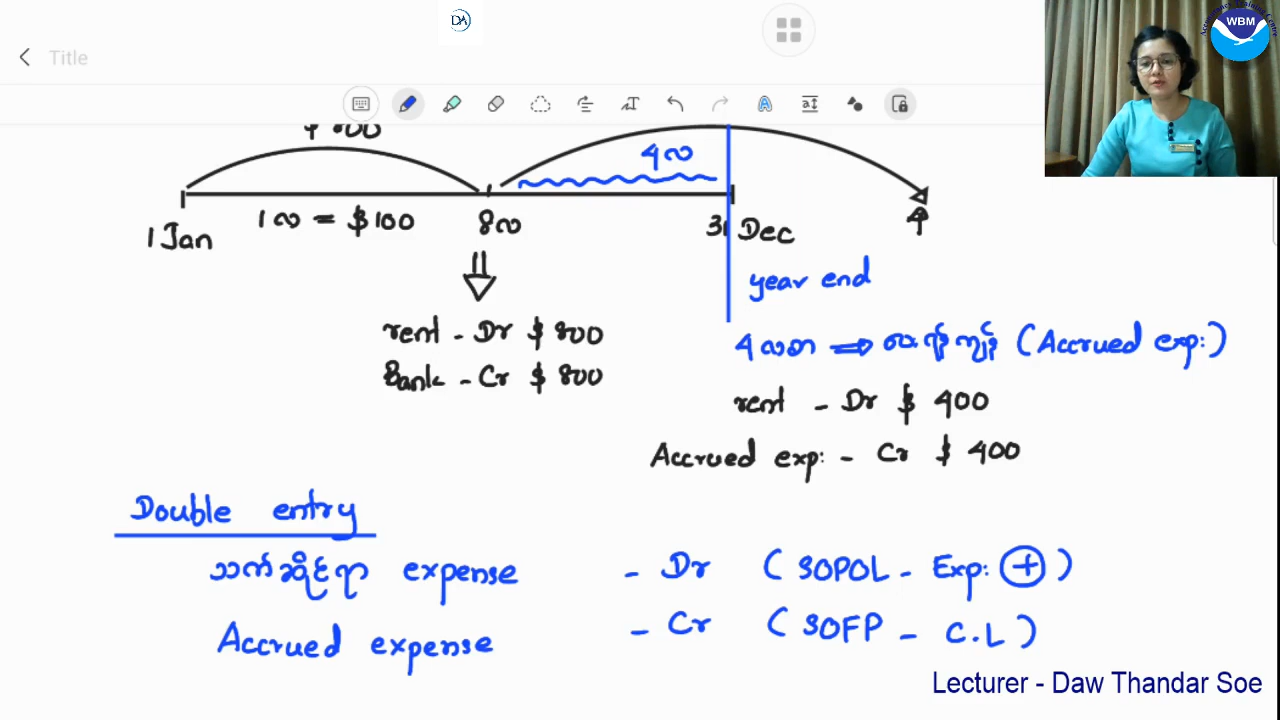 DA
Title
WBM
4လ
1 Jan
1လ = $100
8လ
31 Dec
year end
rent - Dr $ 800
Bank - Cr $ 800
4လစာ ⇒ ပေးရန်ကျန် (Accrued exp:)
rent - Dr $ 400
Accrued exp: - Cr $ 400
Double entry
သက်ဆိုင်ရာ expense - Dr (SOPOL - Exp: +)
Accrued expense - Cr (SOFP - C.L)
Lecturer - Daw Thandar Soe